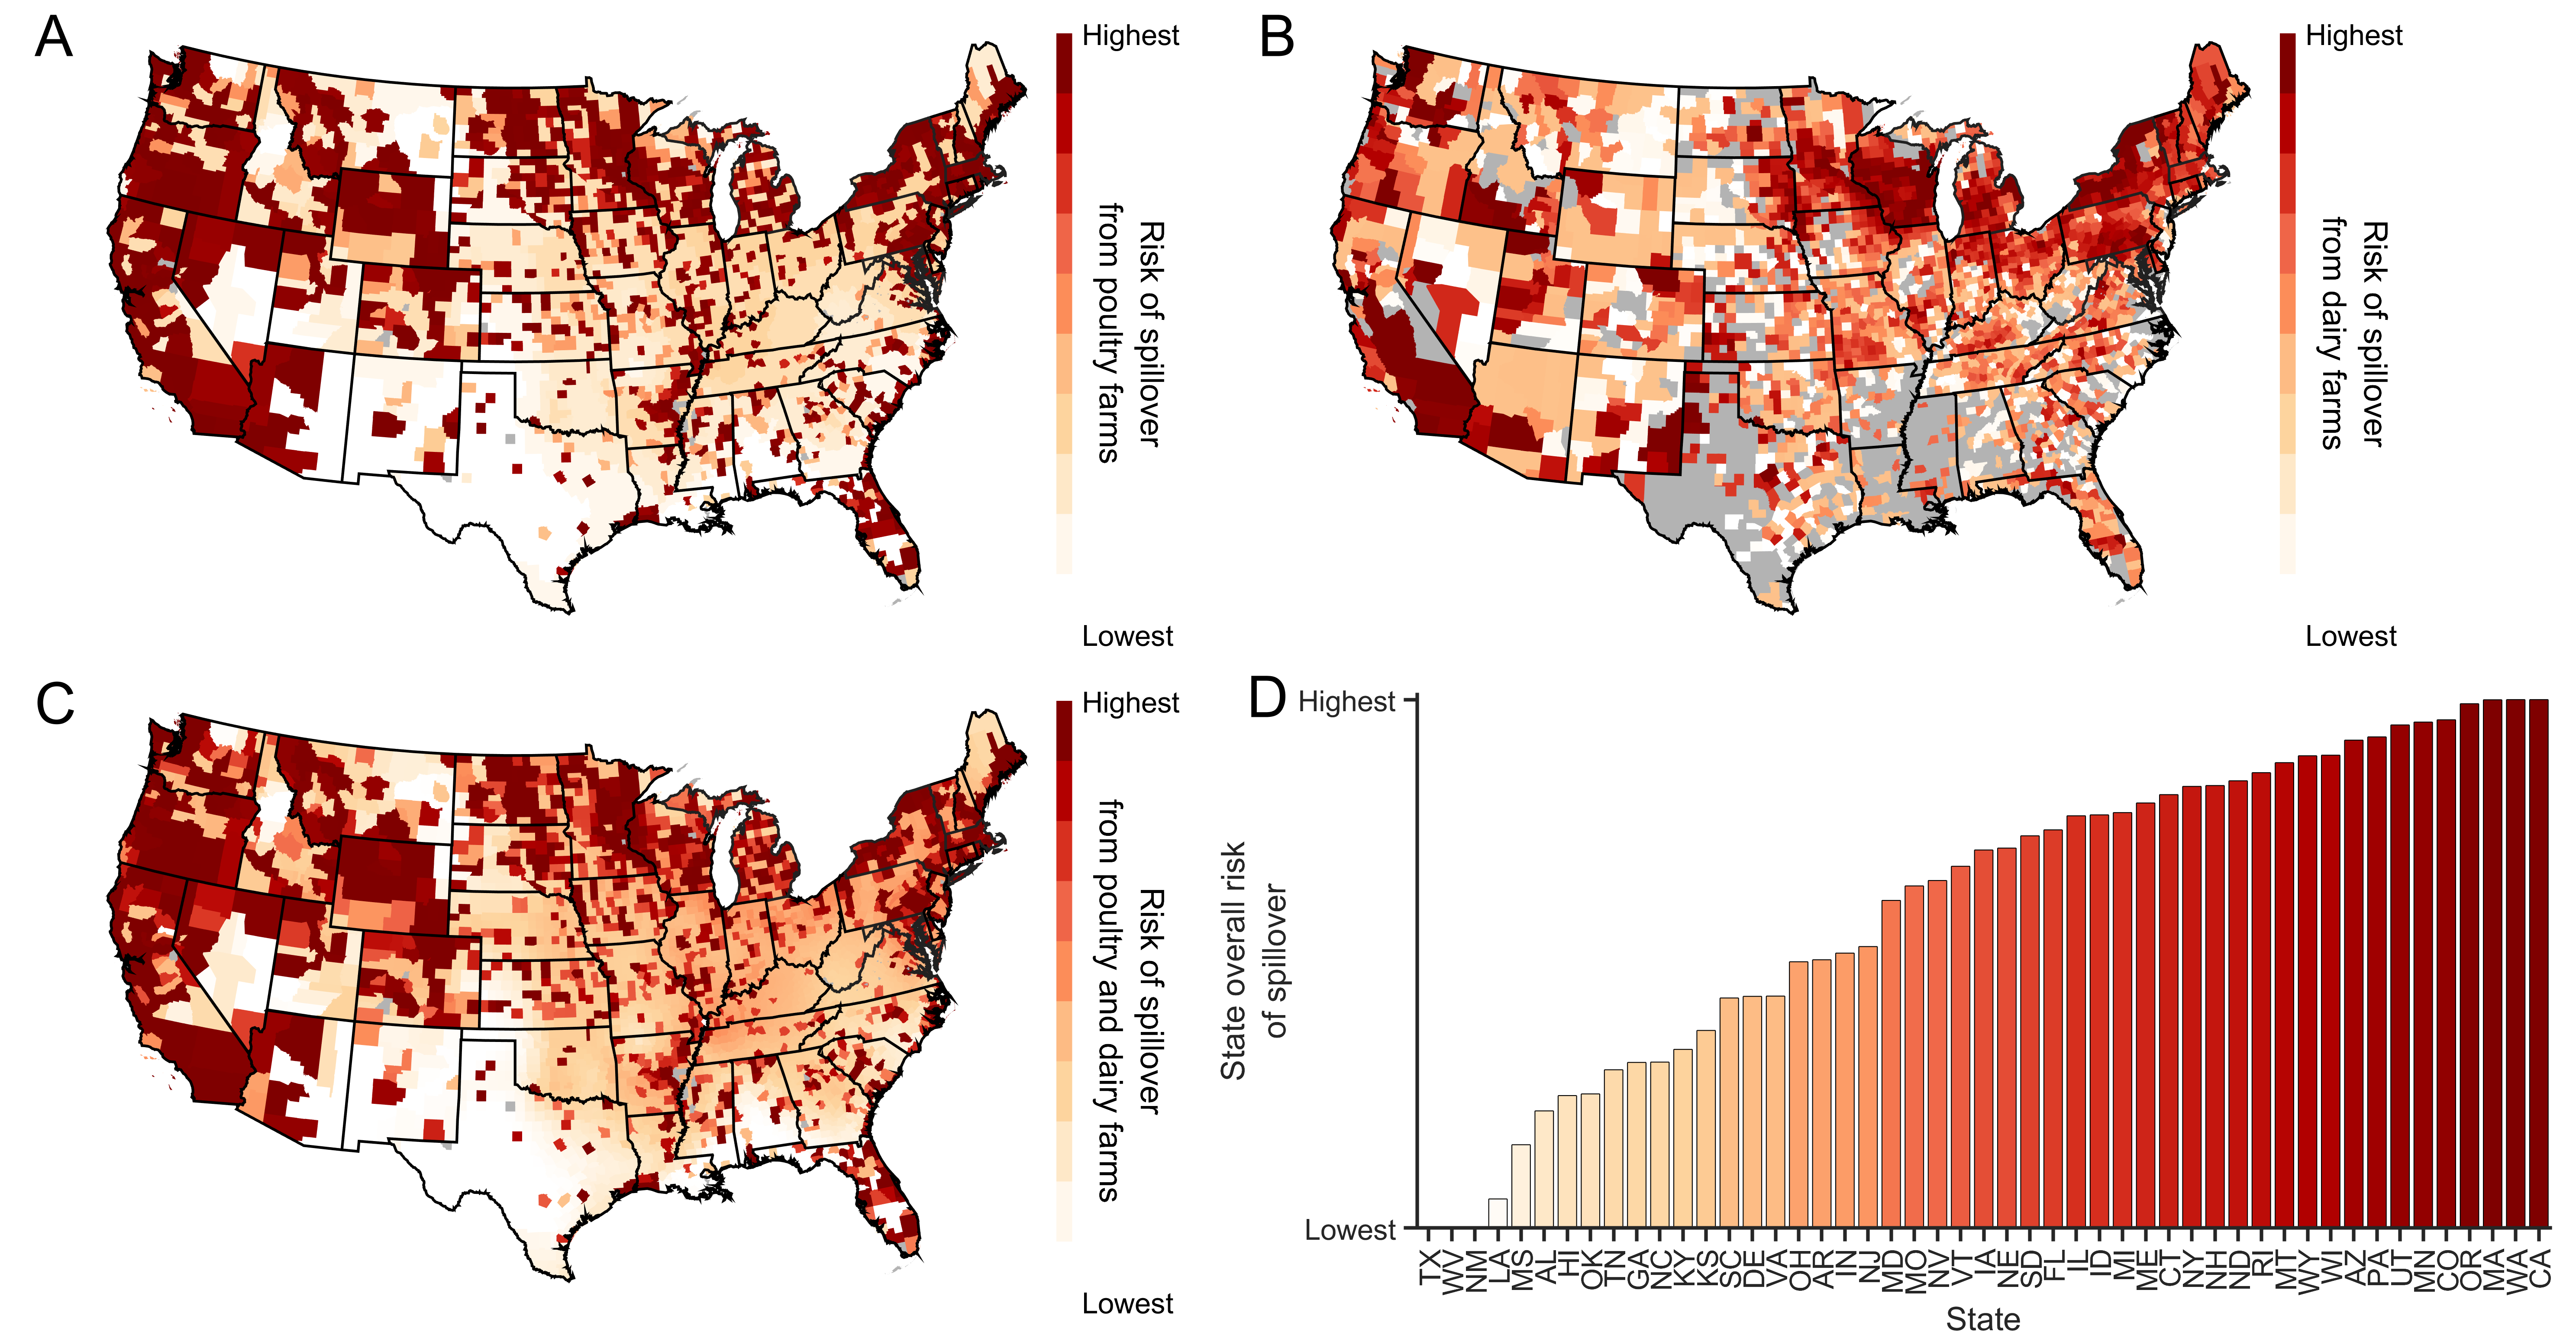 A
Highest
Risk of spillover
from poultry farms
Lowest
B
Highest
Risk of spillover
from dairy farms
Lowest
C
Highest
Risk of spillover
from poultry and dairy farms
Lowest
D
Highest
State overall risk
of spillover
Lowest
TX WV NM LA MS AL HI OK TN GA NC KY KS SC DE VA OH AR IN NJ MD MO NV VT IA NE SD FL IL ID MI ME CT NY NH ND RI MT WY WI AZ PA UT MN CO OR MA WA CA
State